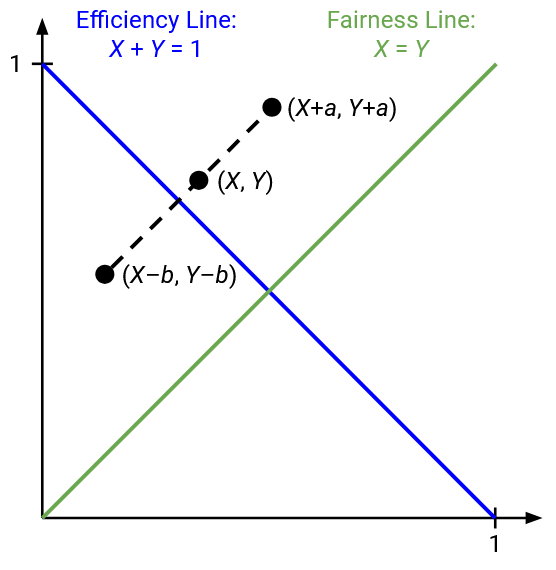 Efficiency Line:
X + Y = 1
Fairness Line:
X = Y
1
(X+a, Y+a)
(X, Y)
(X−b, Y−b)
1